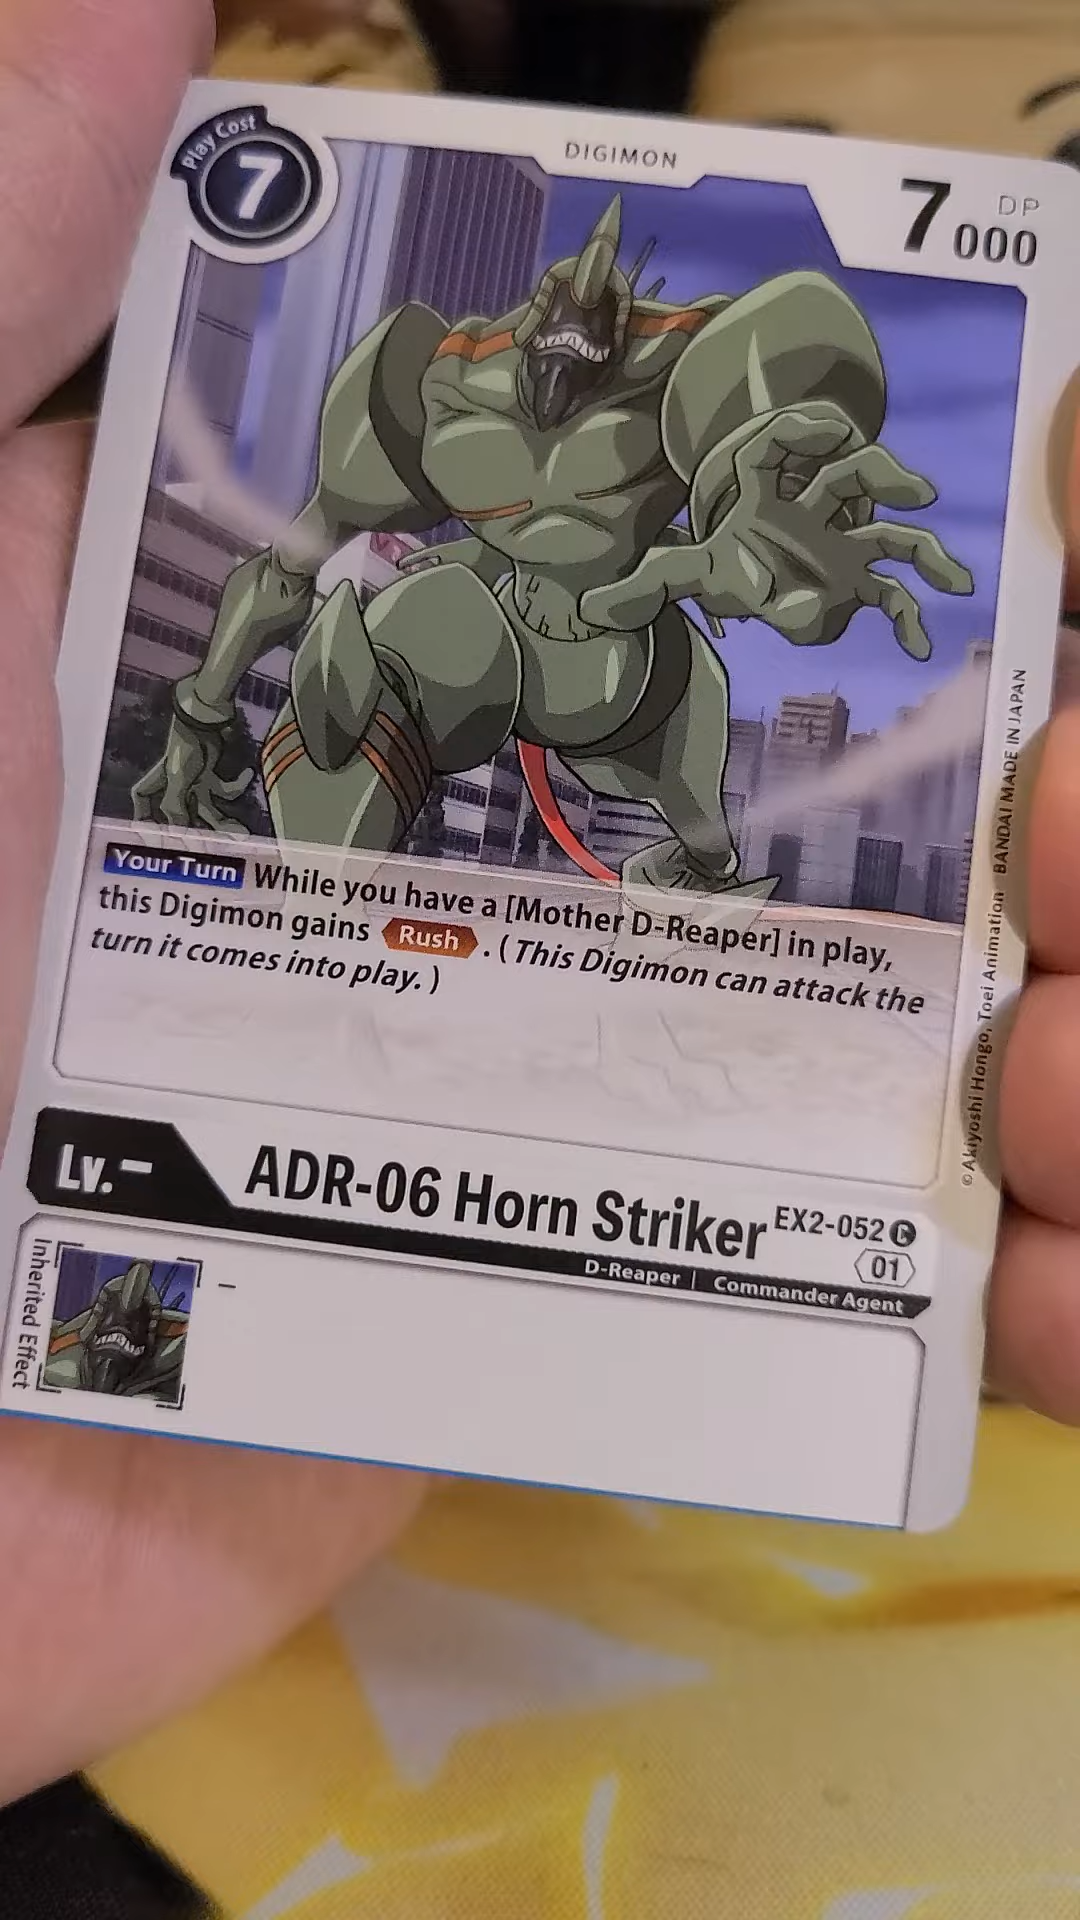 Play Cost
7
DIGIMON
7000
DP
Your Turn While you have a [Mother D-Reaper] in play,
this Digimon gains Rush. (This Digimon can attack the
turn it comes into play.)
©Akiyoshi Hongo, Toei Animation BANDAI MADE IN JAPAN
Lv.-
ADR-06 Horn Striker
EX2-052 C
01
D-Reaper | Commander Agent
Inherited Effect
-